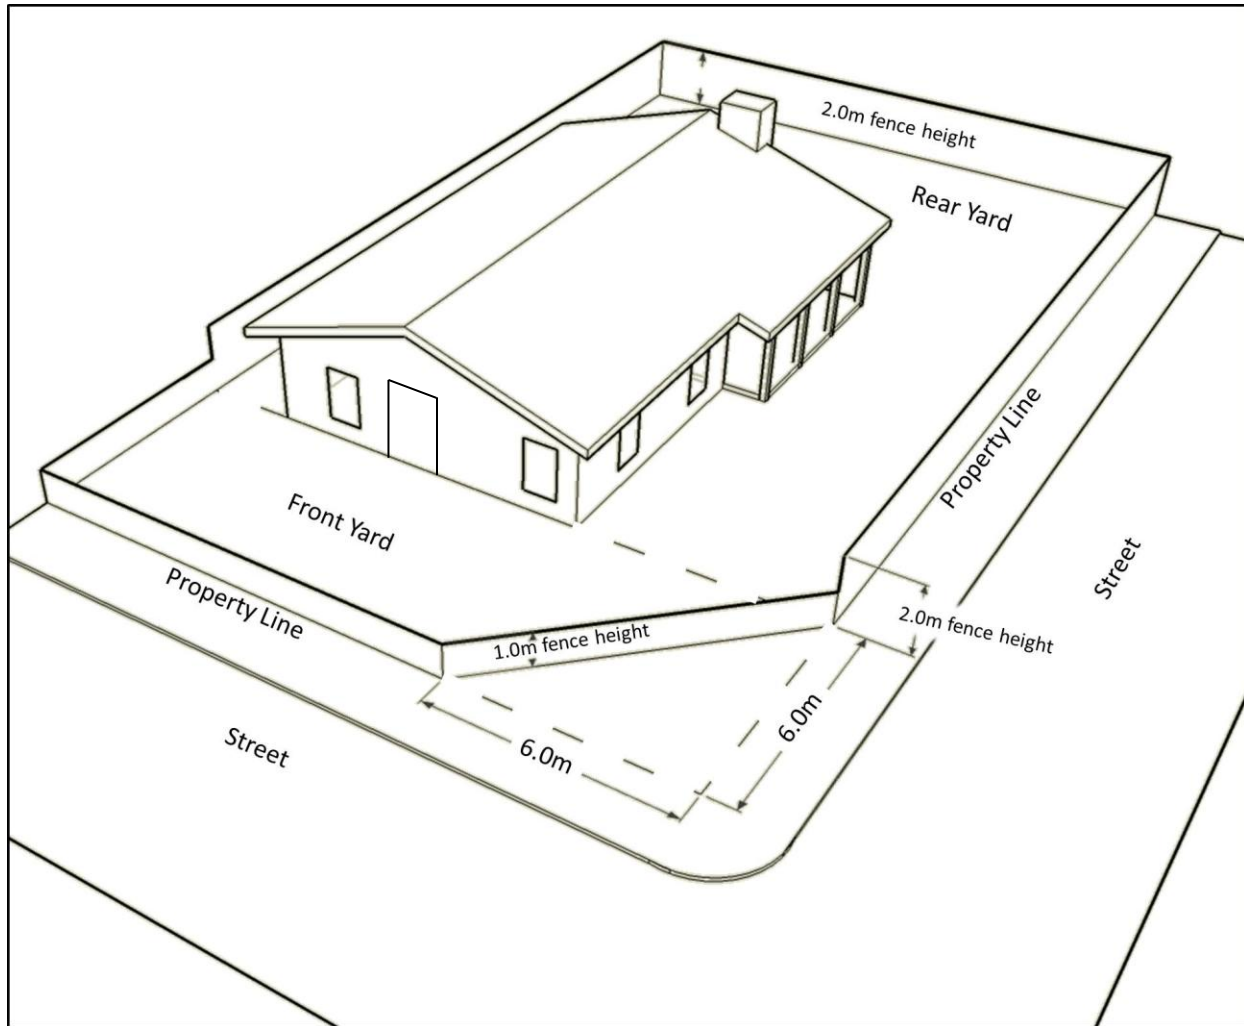 2.0m fence height
Rear Yard
Property Line
Front Yard
Street
Property Line
2.0m fence height
1.0m fence height
6.0m
Street
6.0m